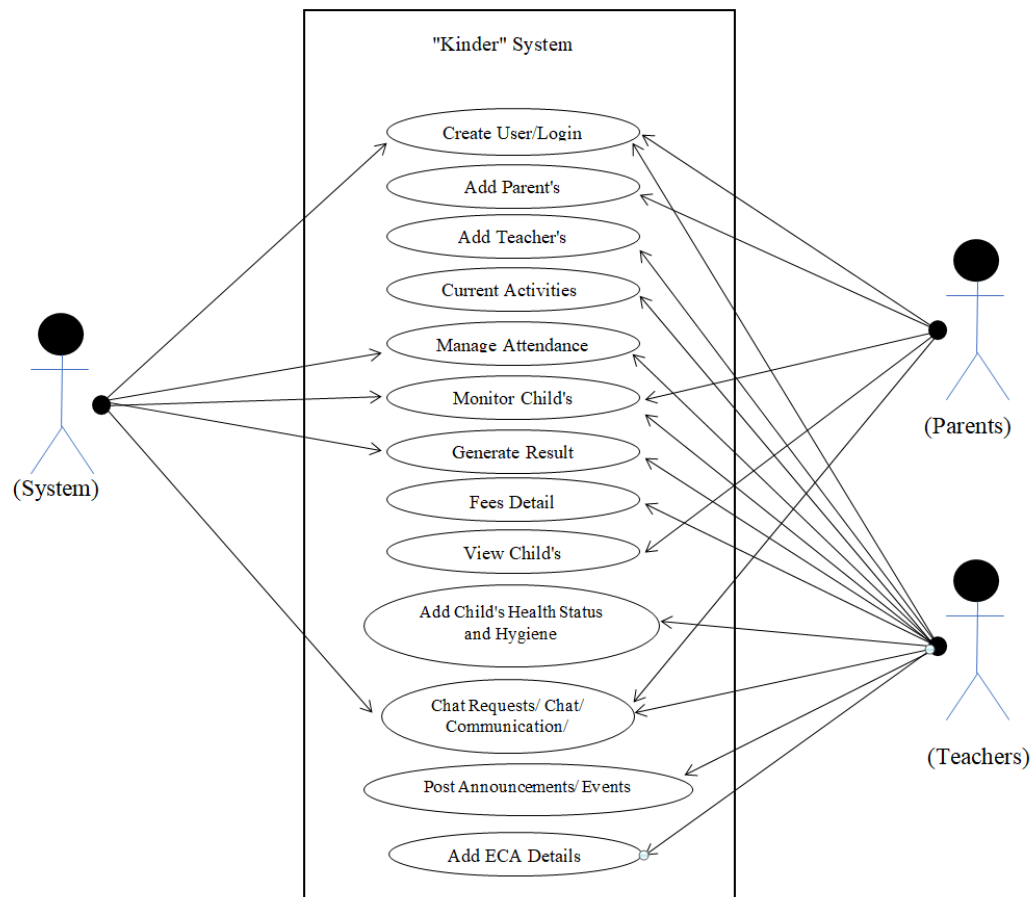 "Kinder" System
Create User/Login
Add Parent's
Add Teacher's
Current Activities
Manage Attendance
Monitor Child's
Generate Result
Fees Detail
View Child's
Add Child's Health Status
and Hygiene
Chat Requests/ Chat/
Communication/
Post Announcements/ Events
Add ECA Details
(System)
(Parents)
(Teachers)